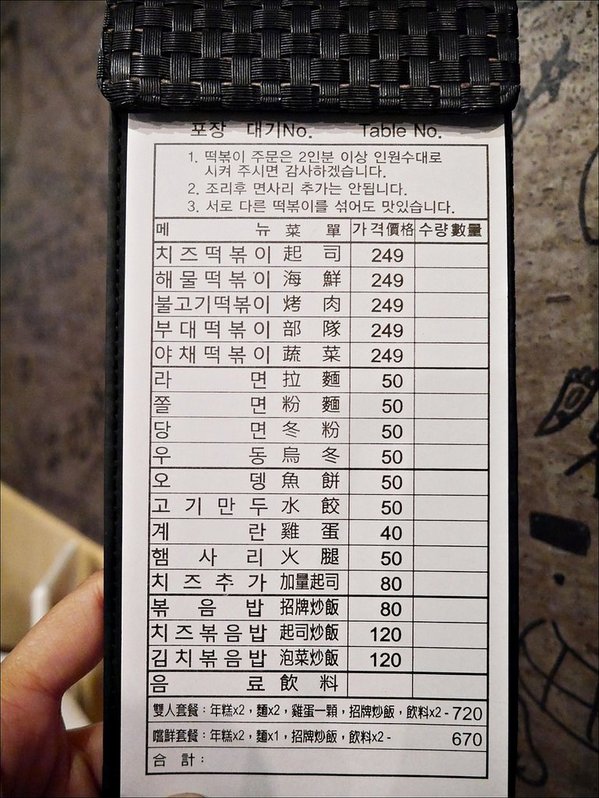 포장 대기No. Table No.
1. 떡볶이 주문은 2인분 이상 인원수대로
시켜 주시면 감사하겠습니다.
2. 조리후 면사리 추가는 안됩니다.
3. 서로 다른 떡볶이를 섞어도 맛있습니다.
메 뉴 菜 單 가격價格 수량數量
치즈떡볶이 起 司 249
해물떡볶이 海 鮮 249
불고기떡볶이 烤 肉 249
부대떡볶이 部 隊 249
야채떡볶이 蔬 菜 249
라 면 拉 麵 50
쫄 면 粉 麵 50
당 면 冬 粉 50
우 동 烏 冬 50
오 뎅 魚 餅 50
고 기 만 두 水 餃 50
계 란 雞 蛋 40
햄 사 리 火 腿 50
치 즈 추 가 加量起司 80
볶 음 밥 招牌炒飯 80
치즈볶음밥 起司炒飯 120
김치볶음밥 泡菜炒飯 120
음 료 飲 料
雙人套餐：年糕x2，麵x2，雞蛋一顆，招牌炒飯，飲料x2-720
嚐鮮套餐：年糕x2，麵x1，招牌炒飯，飲料x2- 670
合 計：